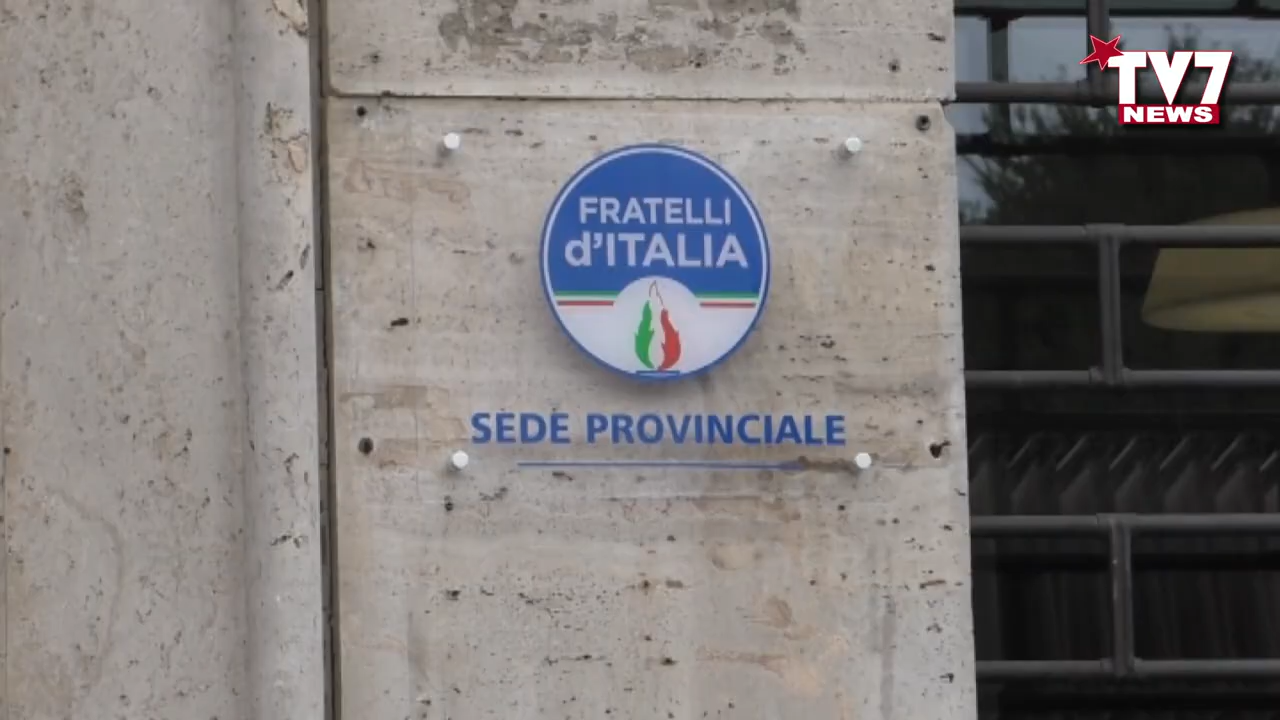 TV7
NEWS
FRATELLI
d'ITALIA
SEDE PROVINCIALE